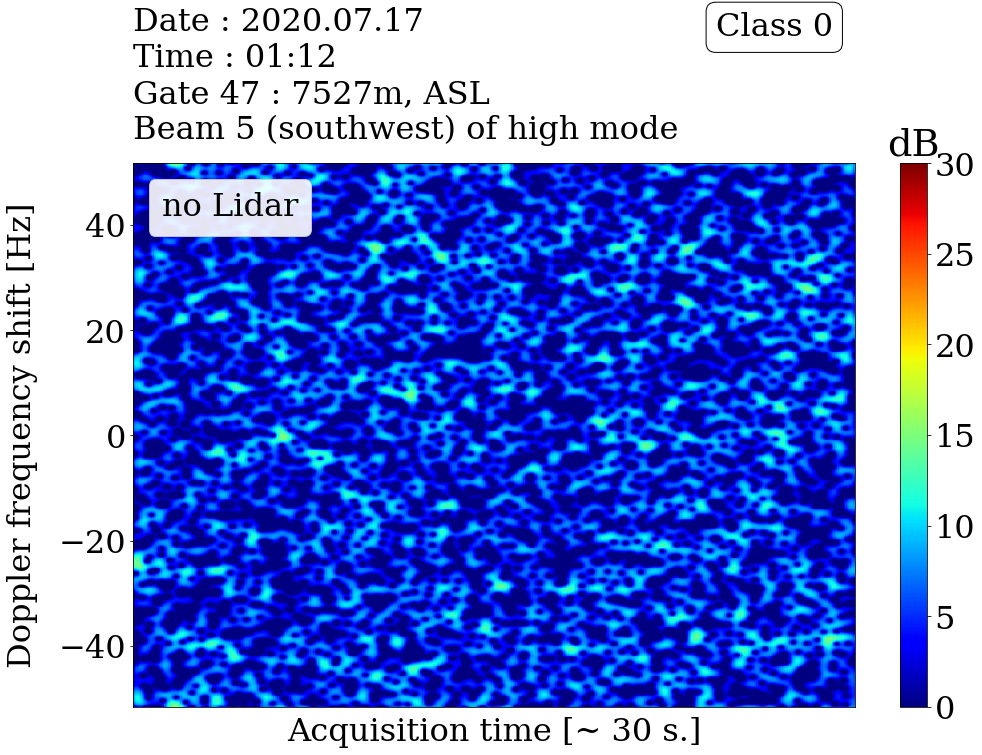 Date : 2020.07.17
Time : 01:12
Gate 47 : 7527m, ASL
Beam 5 (southwest) of high mode
Class 0
dB
no Lidar
Doppler frequency shift [Hz]
40
20
0
−20
−40
Acquisition time [~ 30 s.]
30
25
20
15
10
5
0